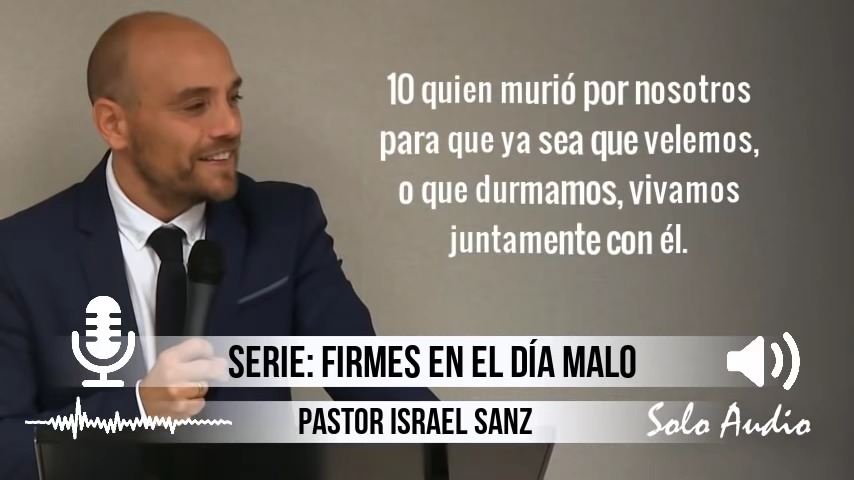 10 quien murió por nosotros
para que ya sea que velemos,
o que durmamos, vivamos
juntamente con él.
SERIE: FIRMES EN EL DÍA MALO
PASTOR ISRAEL SANZ
Solo Audio